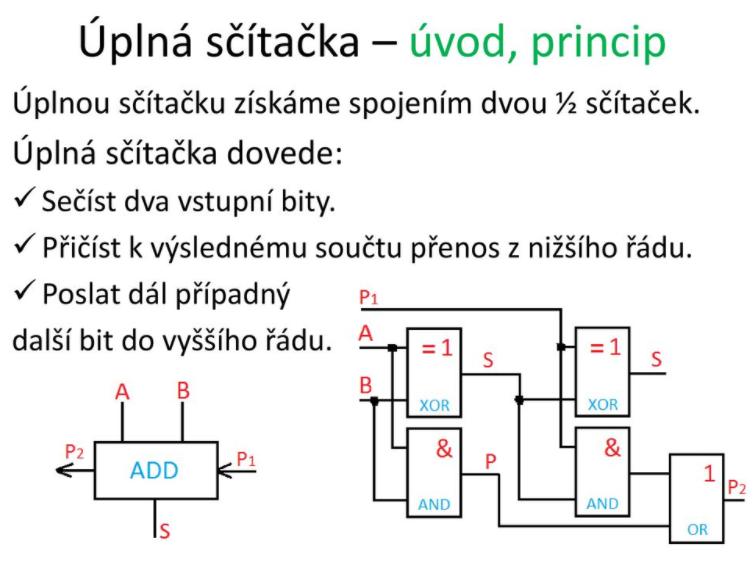 Úplná sčítačka – úvod, princip
Úplnou sčítačku získáme spojením dvou ½ sčítaček.
Úplná sčítačka dovede:
✓ Sečíst dva vstupní bity.
✓ Přičíst k výslednému součtu přenos z nižšího řádu.
✓ Poslat dál případný
další bit do vyššího řádu.
A B
P2 ADD P1
S
P1
A =1 S =1 S
B XOR XOR
& P & 1 P2
AND AND OR